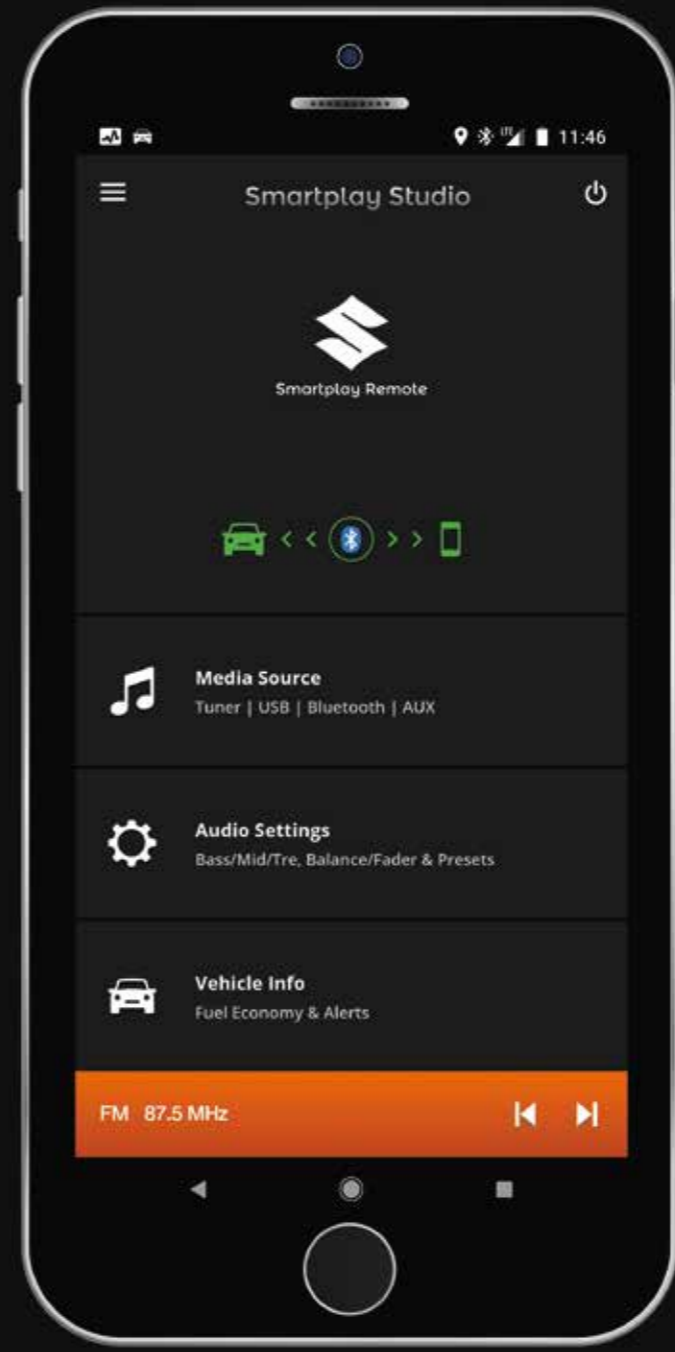 LTE 11:46
Smartplay Studio
Smartplay Remote
Media Source
Tuner | USB | Bluetooth | AUX
Audio Settings
Bass/Mid/Tre, Balance/Fader & Presets
Vehicle Info
Fuel Economy & Alerts
FM 87.5 MHz